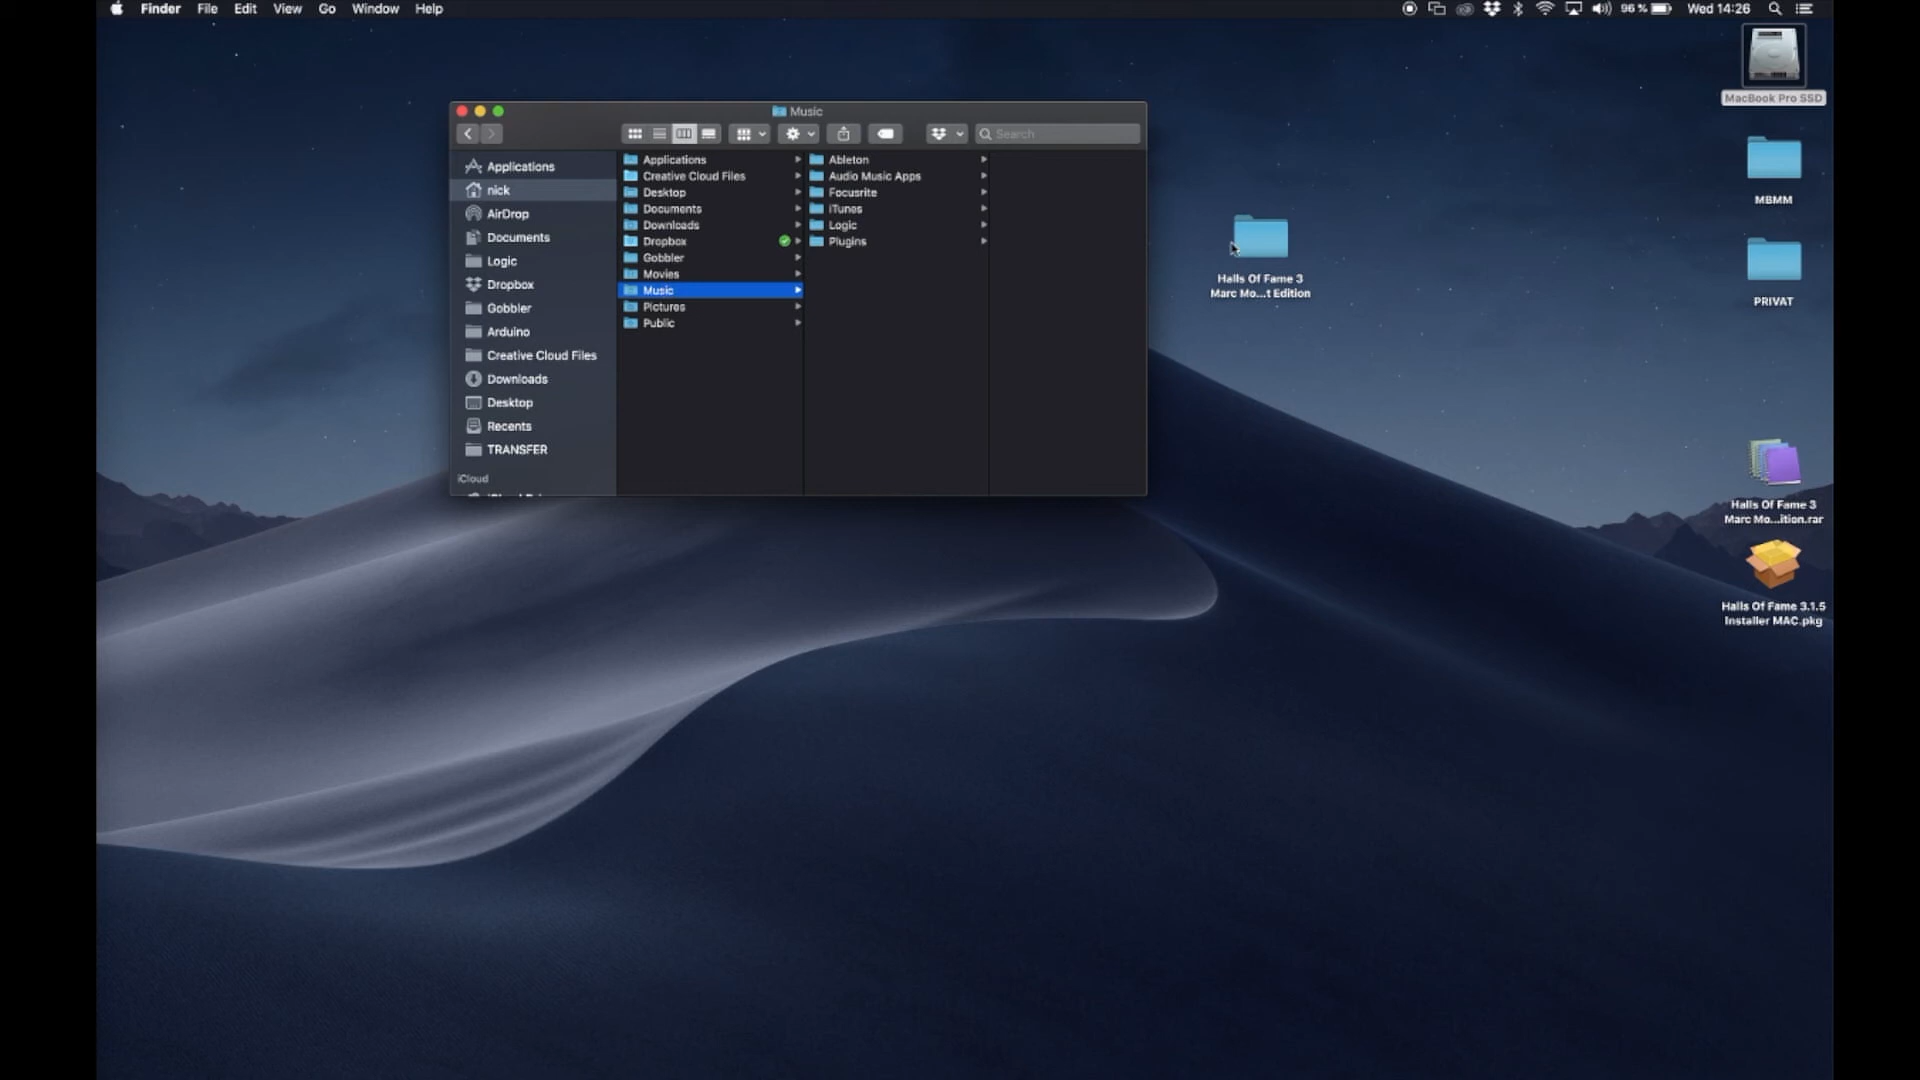 Finder File Edit View Go Window Help
96 % Wed 14:26
MacBook Pro SSD
MBMM
PRIVAT
Halls Of Fame 3
Marc Mo...ition.rar
Halls Of Fame 3.1.5
Installer MAC.pkg
Halls Of Fame 3
Marc Mo...t Edition
Music
Search
Applications
nick
AirDrop
Documents
Logic
Dropbox
Gobbler
Arduino
Creative Cloud Files
Downloads
Desktop
Recents
TRANSFER
iCloud
Applications
Creative Cloud Files
Desktop
Documents
Downloads
Dropbox
Gobbler
Movies
Music
Pictures
Public
Ableton
Audio Music Apps
Focusrite
iTunes
Logic
Plugins